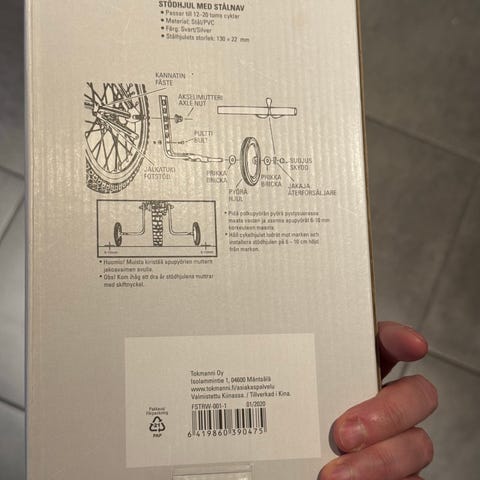 STÖDHJUL MED STÅLNAV
• Passar till 12-20 tums cyklar
• Material: Stål/PVC
• Färg: Svart/Silver
• Stålhjulets storlek: 130 × 22 mm
KANNATIN
FÄSTE
AKSELIMUTTERI
AXLE NUT
PULTTI
BULT
JALKATUKI
FOTSTÖD
PRIKKA
BRICKA
PYÖRÄ
HJUL
PRIKKA
BRICKA
SUOJUS
SKYDD
JAKAJA
ÅTERFÖRSÄLJARE
• Pidä polkupyörän pyörä pystysuorassa
maata vasten ja asenna apupyörät 6-10 mm
korkeuteen maasta.
• Håll cykelhjulet lodrät mot marken och
installera stödhjulen på 6 - 10 cm höjd
från marken.
• Huomio! Muista kiristää apupyörien mutterit
jakoavaimen avulla.
• Obs! Kom ihåg att dra åt stödhjulens muttrar
med skiftnyckel.
Tokmanni Oy
Isolammintie 1, 04600 Mäntsälä
www.tokmanni.fi/asiakaspalvelu
Valmistettu Kiinassa. / Tillverkad i Kina.
FSTRW-001-1 01/2020
Pakkaus/
Förpackning
21
PAP
6 419860 390475